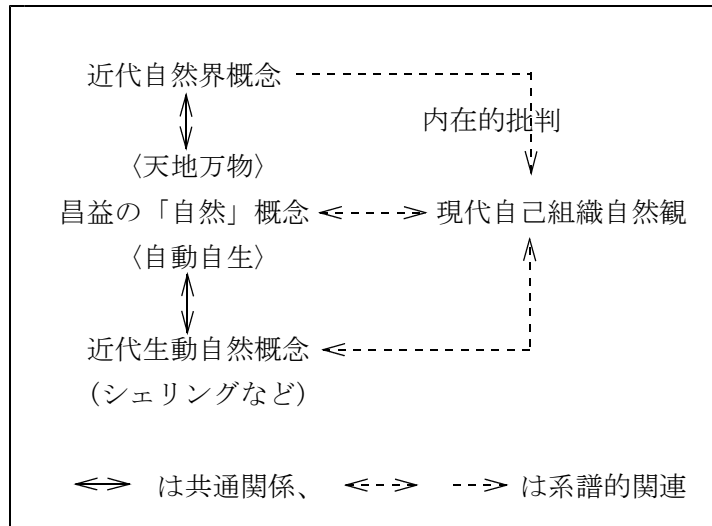 近代自然界概念
内在的批判
〈天地万物〉
昌益の「自然」概念 現代自己組織自然観
〈自動自生〉
近代生動自然概念
（シェリングなど）
は共通関係、 は系譜的関連